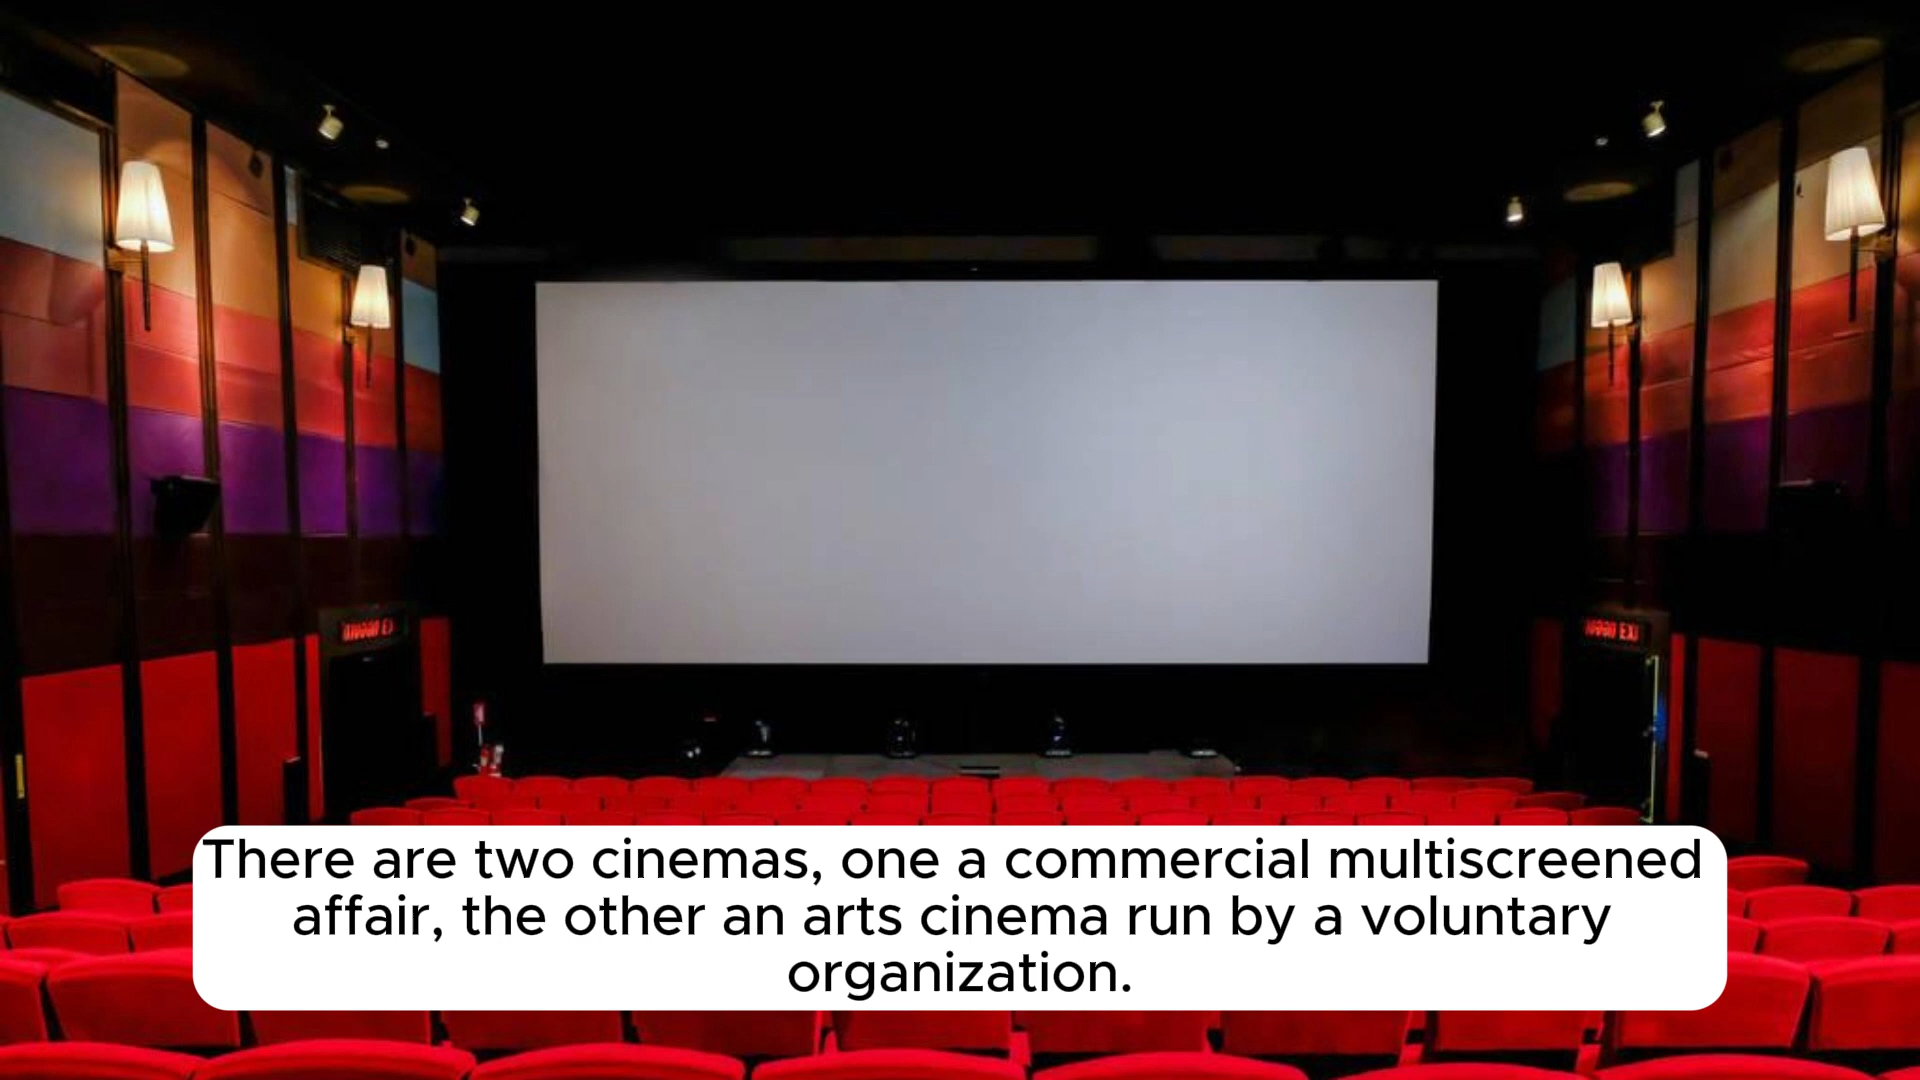 There are two cinemas, one a commercial multiscreened
affair, the other an arts cinema run by a voluntary
organization.